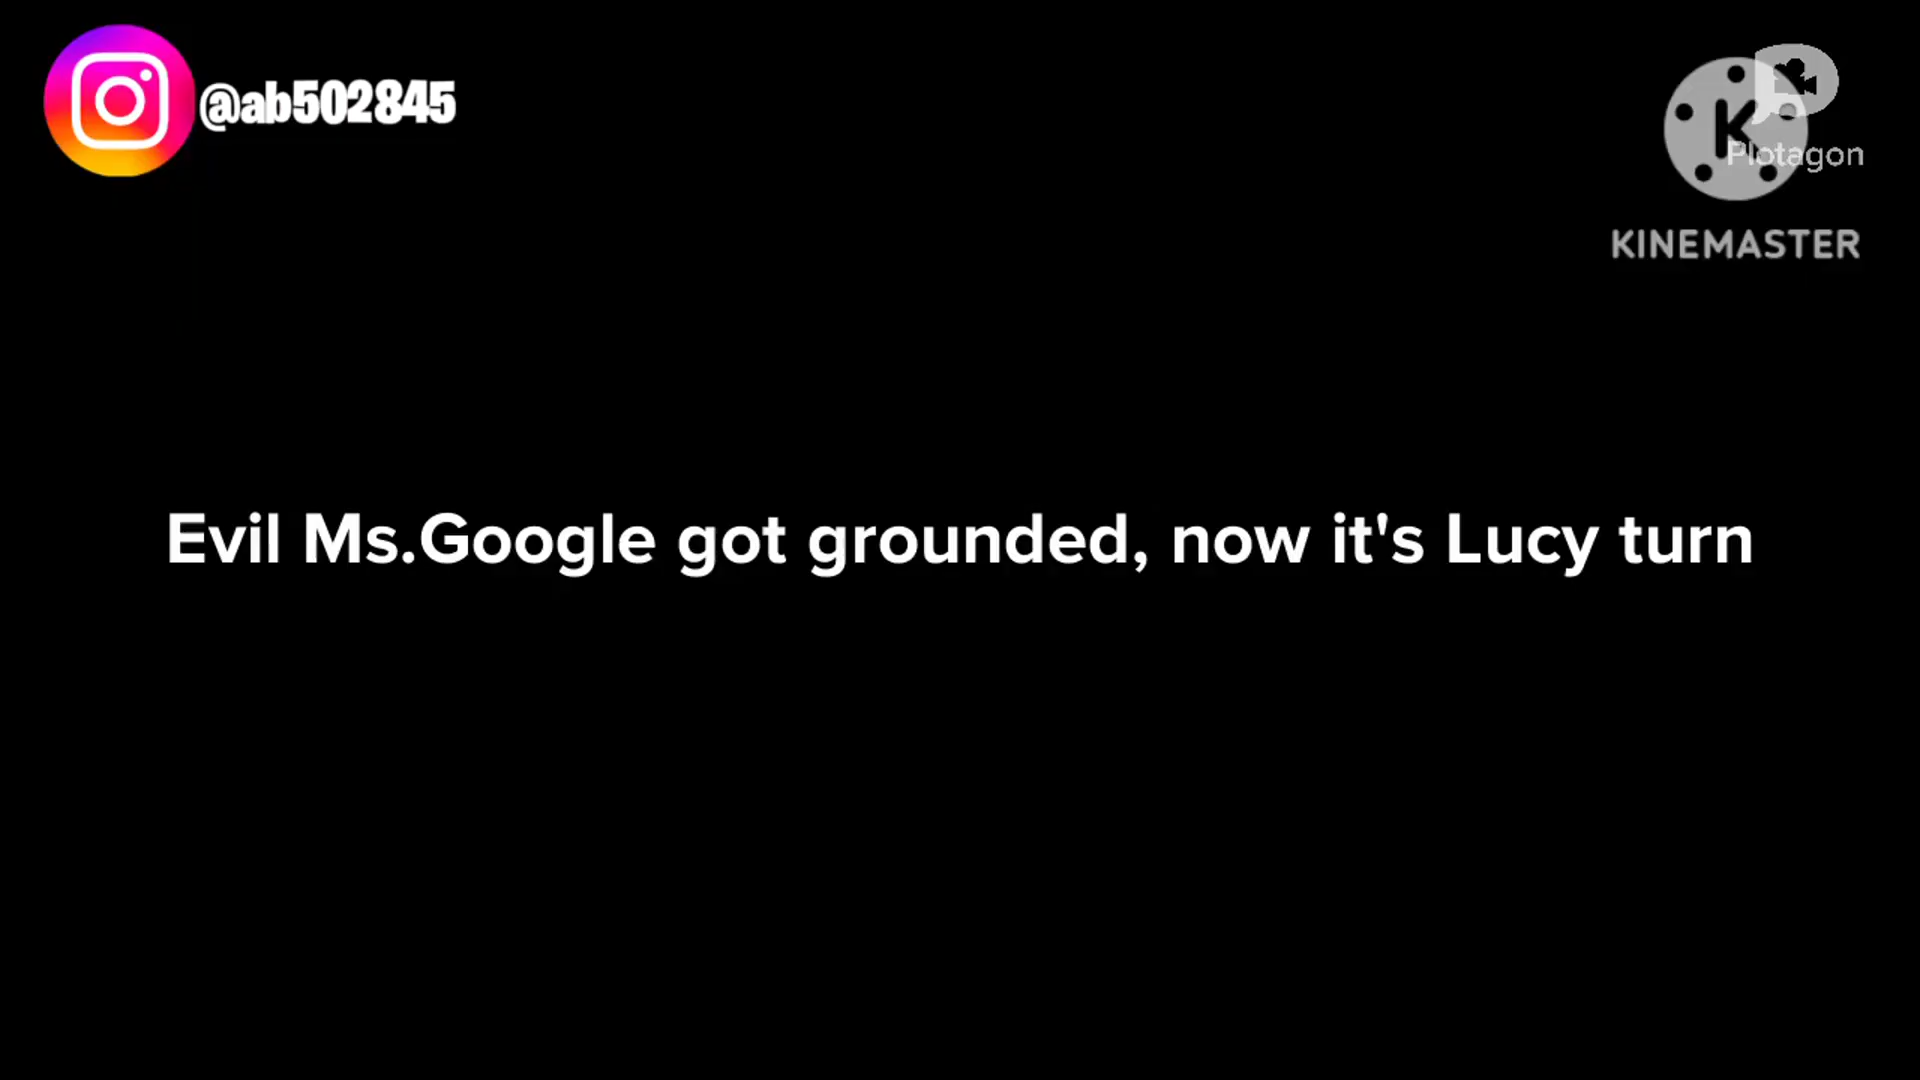 @ab502845
K
Plotagon
KINEMASTER
Evil Ms.Google got grounded, now it's Lucy turn